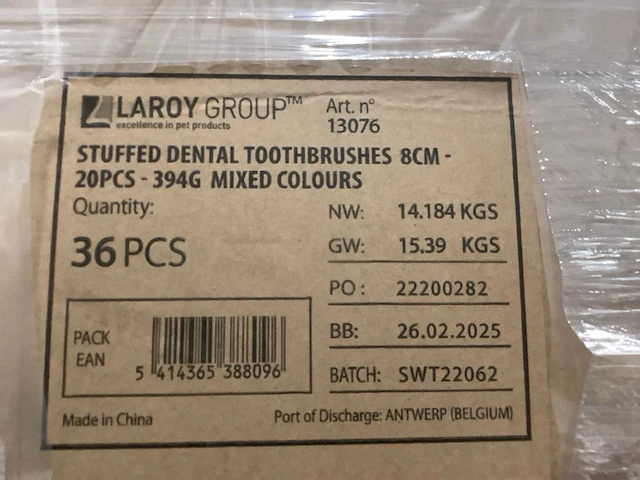 LAROY GROUP™
excellence in pet products
Art. n°
13076
STUFFED DENTAL TOOTHBRUSHES 8CM -
20PCS - 394G MIXED COLOURS
Quantity:
36 PCS
NW: 14.184 KGS
GW: 15.39 KGS
PO: 22200282
BB: 26.02.2025
BATCH: SWT22062
PACK
EAN
5 414365 388096
Made in China
Port of Discharge: ANTWERP (BELGIUM)